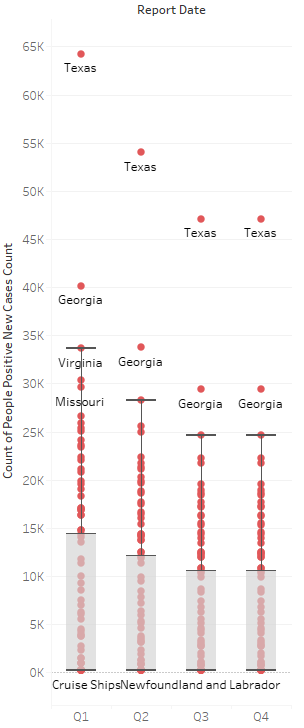 Report Date
Count of People Positive New Cases Count
65K
Texas
60K
55K
Texas
50K
Texas
Texas
45K
40K
Georgia
35K
Virginia
Georgia
30K
Missouri
Georgia
Georgia
25K
20K
15K
10K
5K
0K
Cruise Ships
Newfoundland and Labrador
Q1
Q2
Q3
Q4